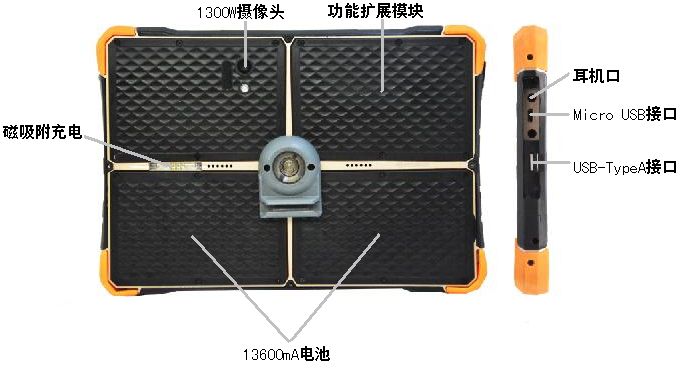 1300W摄像头
功能扩展模块
耳机口
Micro USB接口
磁吸附充电
USB-TypeA接口
13600mA电池